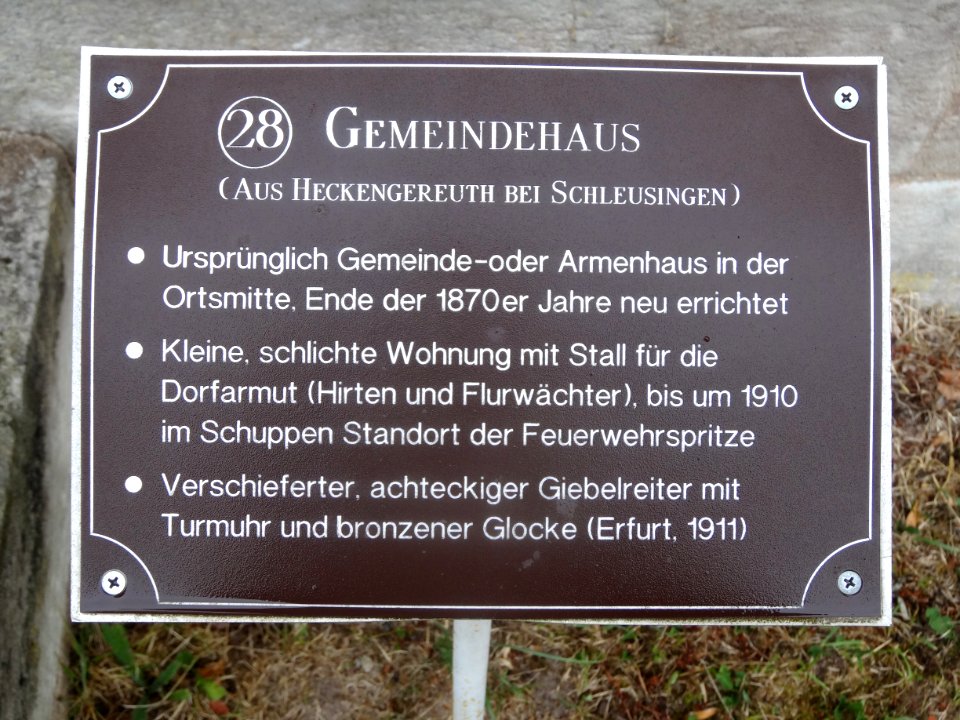 28 GEMEINDEHAUS
(AUS HECKENGEREUTH BEI SCHLEUSINGEN)
● Ursprünglich Gemeinde-oder Armenhaus in der
Ortsmitte, Ende der 1870er Jahre neu errichtet
● Kleine, schlichte Wohnung mit Stall für die
Dorfarmut (Hirten und Flurwächter), bis um 1910
im Schuppen Standort der Feuerwehrspritze
● Verschieferter, achteckiger Giebelreiter mit
Turmuhr und bronzener Glocke (Erfurt, 1911)